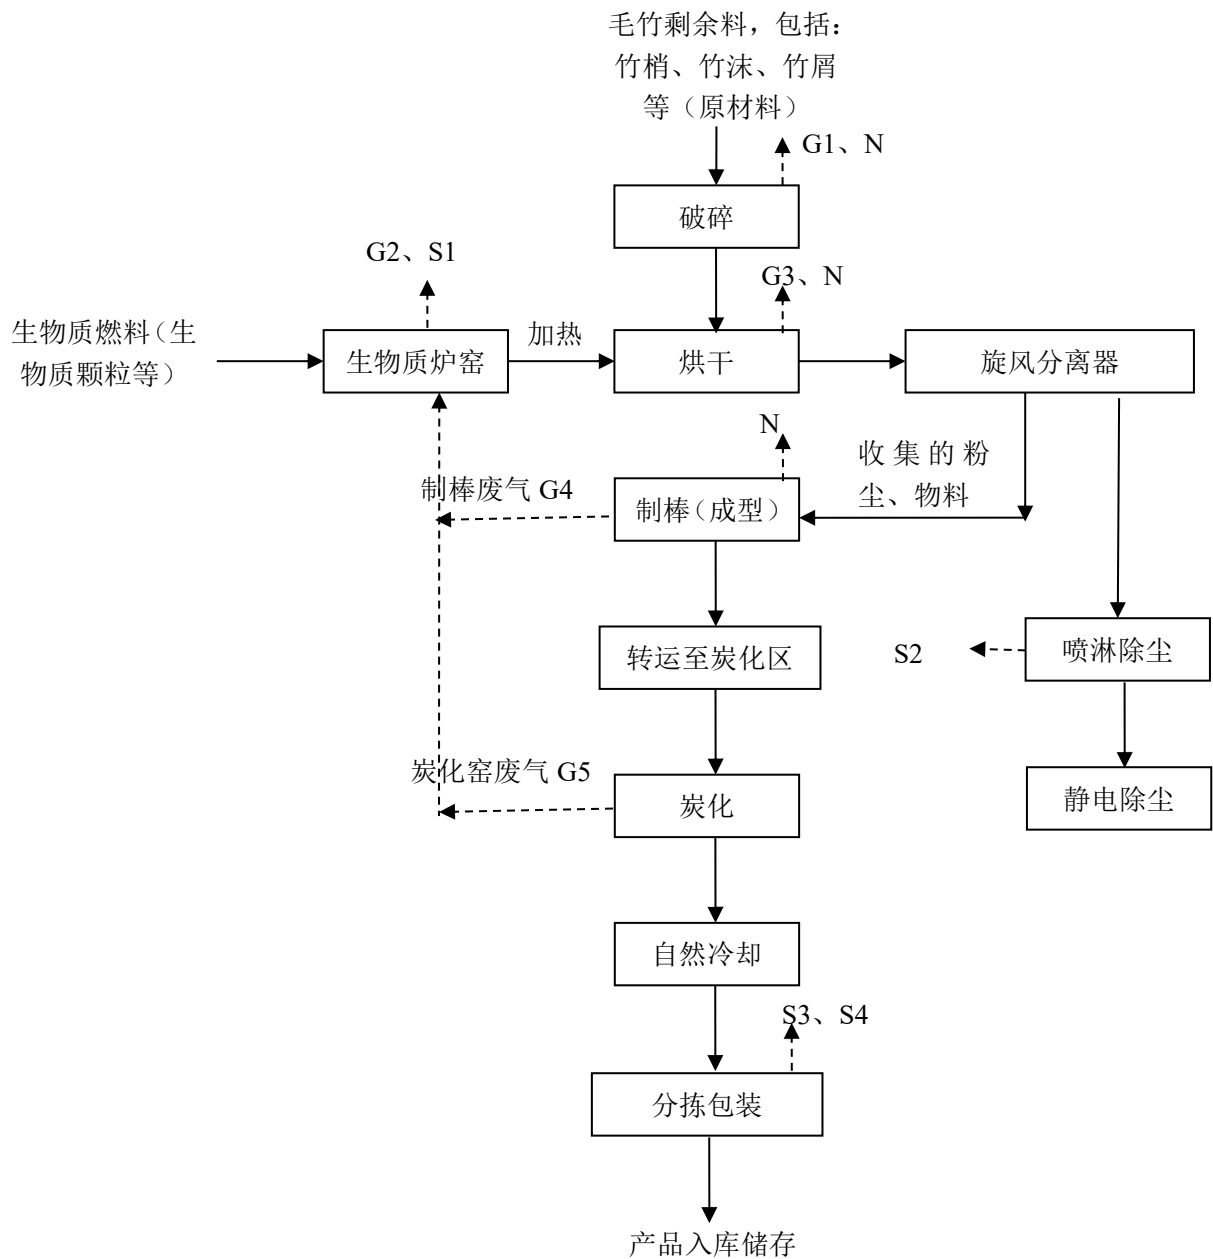 毛竹剩余料，包括：
竹梢、竹沫、竹屑
等（原材料）
G1、N
破碎
G2、S1
G3、N
生物质燃料（生
物质颗粒等）
生物质炉窑
加热
烘干
旋风分离器
N
收集的粉
尘、物料
制棒废气 G4
制棒（成型）
转运至炭化区
S2
喷淋除尘
炭化窑废气 G5
炭化
静电除尘
自然冷却
S3、S4
分拣包装
产品入库储存